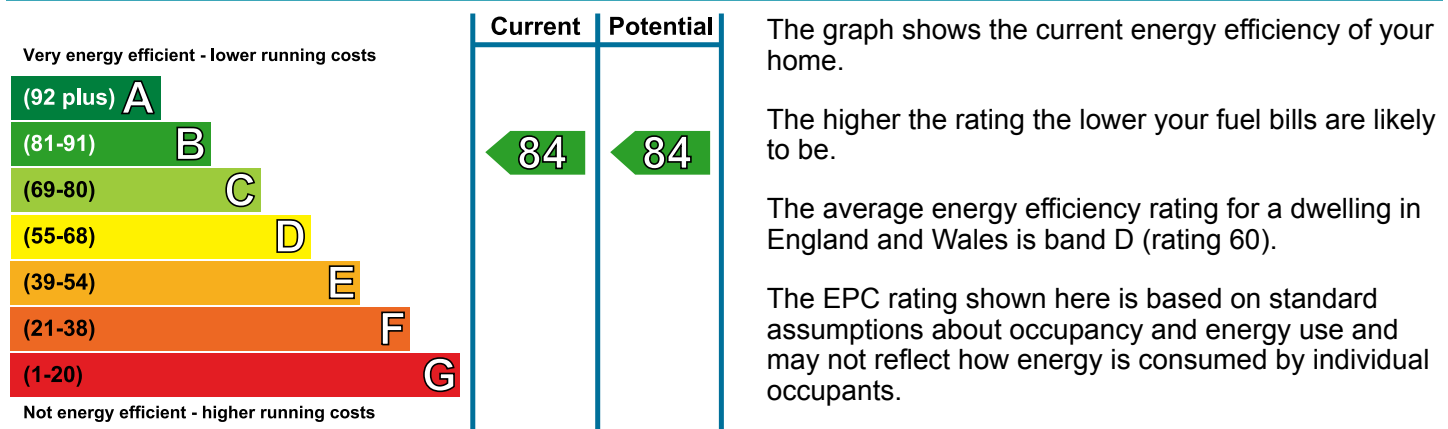 Current Potential
Very energy efficient - lower running costs
(92 plus) A
(81-91) B
(69-80) C
(55-68) D
(39-54) E
(21-38) F
(1-20) G
Not energy efficient - higher running costs
84 84
The graph shows the current energy efficiency of your
home.
The higher the rating the lower your fuel bills are likely
to be.
The average energy efficiency rating for a dwelling in
England and Wales is band D (rating 60).
The EPC rating shown here is based on standard
assumptions about occupancy and energy use and
may not reflect how energy is consumed by individual
occupants.